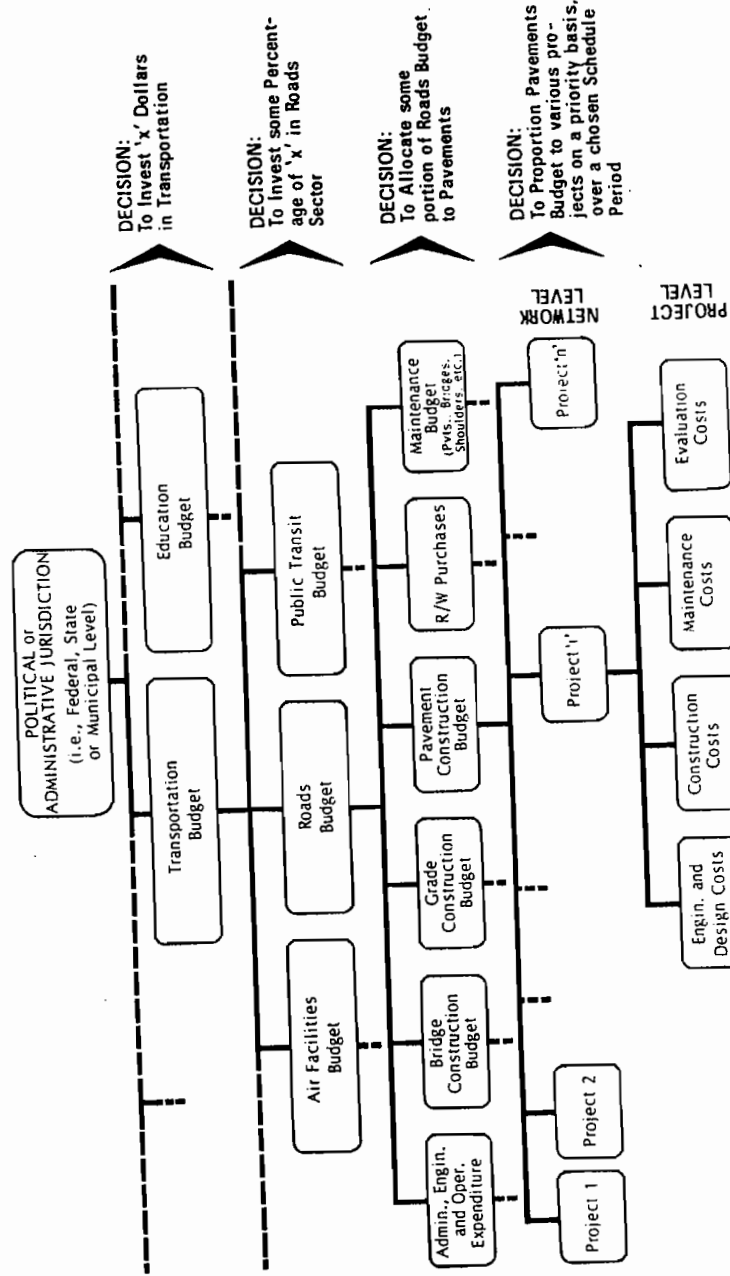 POLITICAL or
ADMINISTRATIVE JURISDICTION
(i.e., Federal, State
or Municipal Level)
Transportation
Budget
Education
Budget
DECISION:
To Invest 'x' Dollars
in Transportation
Air Facilities
Budget
Roads
Budget
Public Transit
Budget
DECISION:
To Invest some Percent-
age of 'x' in Roads
Sector
Admin., Engin.
and Oper.
Expenditure
Bridge
Construction
Budget
Grade
Construction
Budget
Pavement
Construction
Budget
R/W Purchases
Maintenance
Budget
(Pvts., Bridges,
Shoulders, etc.)
DECISION:
To Allocate some
portion of Roads Budget
to Pavements
Project 1
Project 2
Project 'i'
Project 'n'
NETWORK
LEVEL
DECISION:
To Proportion Pavements
Budget to various pro-
jects on a priority basis,
over a chosen Schedule
Period
Engin. and
Design Costs
Construction
Costs
Maintenance
Costs
Evaluation
Costs
PROJECT
LEVEL